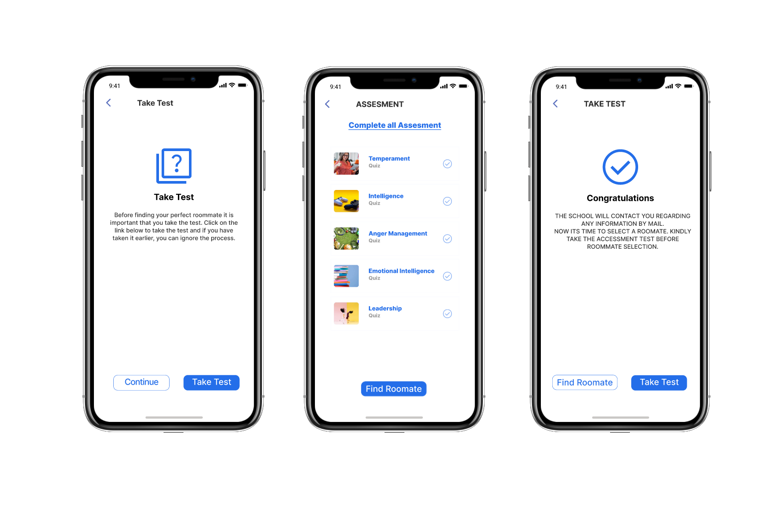 9:41
Take Test
?
Take Test
Before finding your perfect roommate it is
important that you take the test. Click on the
link below to take the test and if you have
taken it earlier, you can ignore the process.
Continue
Take Test
9:41
ASSESMENT
Complete all Assesment
Temperament
Quiz
Intelligence
Quiz
Anger Management
Quiz
Emotional Intelligence
Quiz
Leadership
Quiz
Find Roomate
9:41
TAKE TEST
Congratulations
THE SCHOOL WILL CONTACT YOU REGARDING
ANY INFORMATION BY MAIL.
NOW ITS TIME TO SELECT A ROOMATE, KINDLY
TAKE THE ACCESSMENT TEST BEFORE
ROOMMATE SELECTION.
Find Roomate
Take Test